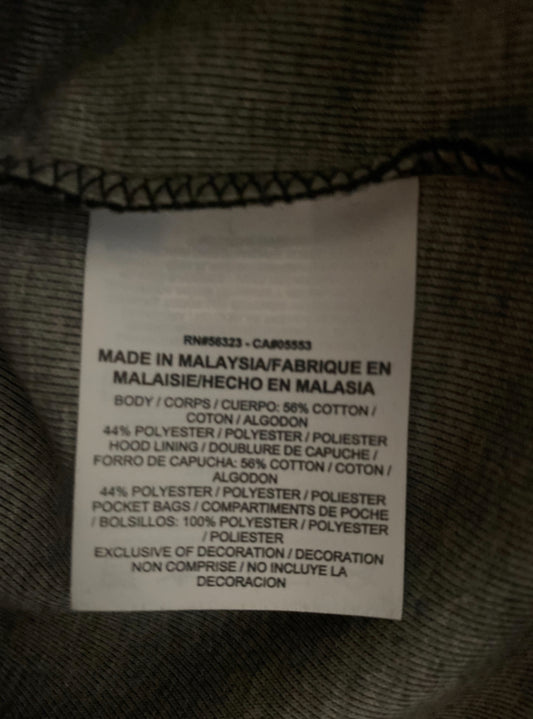 RN#56323 - CA#05553
MADE IN MALAYSIA/FABRIQUE EN
MALAISIE/HECHO EN MALASIA
BODY / CORPS / CUERPO: 56% COTTON /
COTON / ALGODON
44% POLYESTER / POLYESTER / POLIESTER
HOOD LINING / DOUBLURE DE CAPUCHE /
FORRO DE CAPUCHA: 56% COTTON / COTON /
ALGODON
44% POLYESTER / POLYESTER / POLIESTER
POCKET BAGS / COMPARTIMENTS DE POCHE
/ BOLSILLOS: 100% POLYESTER / POLYESTER
/ POLIESTER
EXCLUSIVE OF DECORATION / DECORATION
NON COMPRISE / NO INCLUYE LA
DECORACION